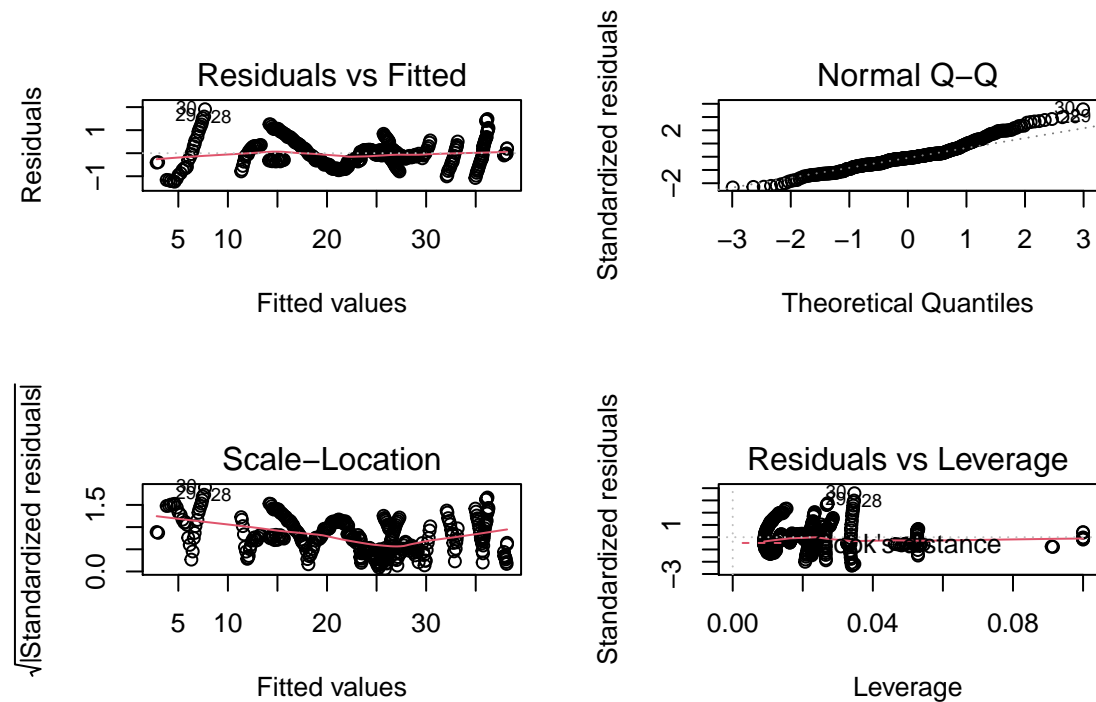 Residuals vs Fitted
Residuals
1
−1
30
29
28
5 10 20 30
Fitted values
Normal Q−Q
Standardized residuals
2
−2
30
28
29
−3 −2 −1 0 1 2 3
Theoretical Quantiles
Scale−Location
√|Standardized residuals|
1.5
0.0
30
29
28
5 10 20 30
Fitted values
Residuals vs Leverage
Standardized residuals
1
−3
30
29
28
Cook's distance
0.00 0.04 0.08
Leverage